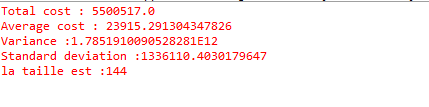 Total cost : 5500517.0
Average cost : 23915.291304347826
Variance :1.7851910090528281E12
Standard deviation :1336110.4030179647
la taille est :144